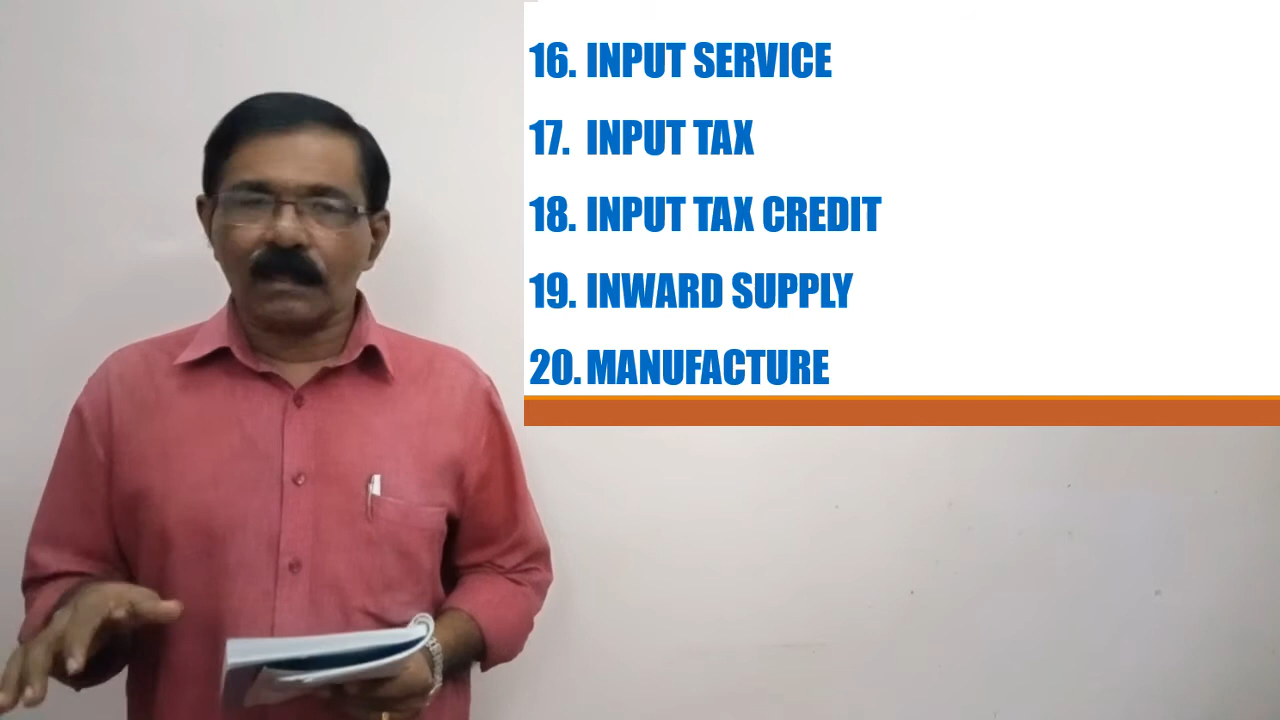 16. INPUT SERVICE
17. INPUT TAX
18. INPUT TAX CREDIT
19. INWARD SUPPLY
20. MANUFACTURE